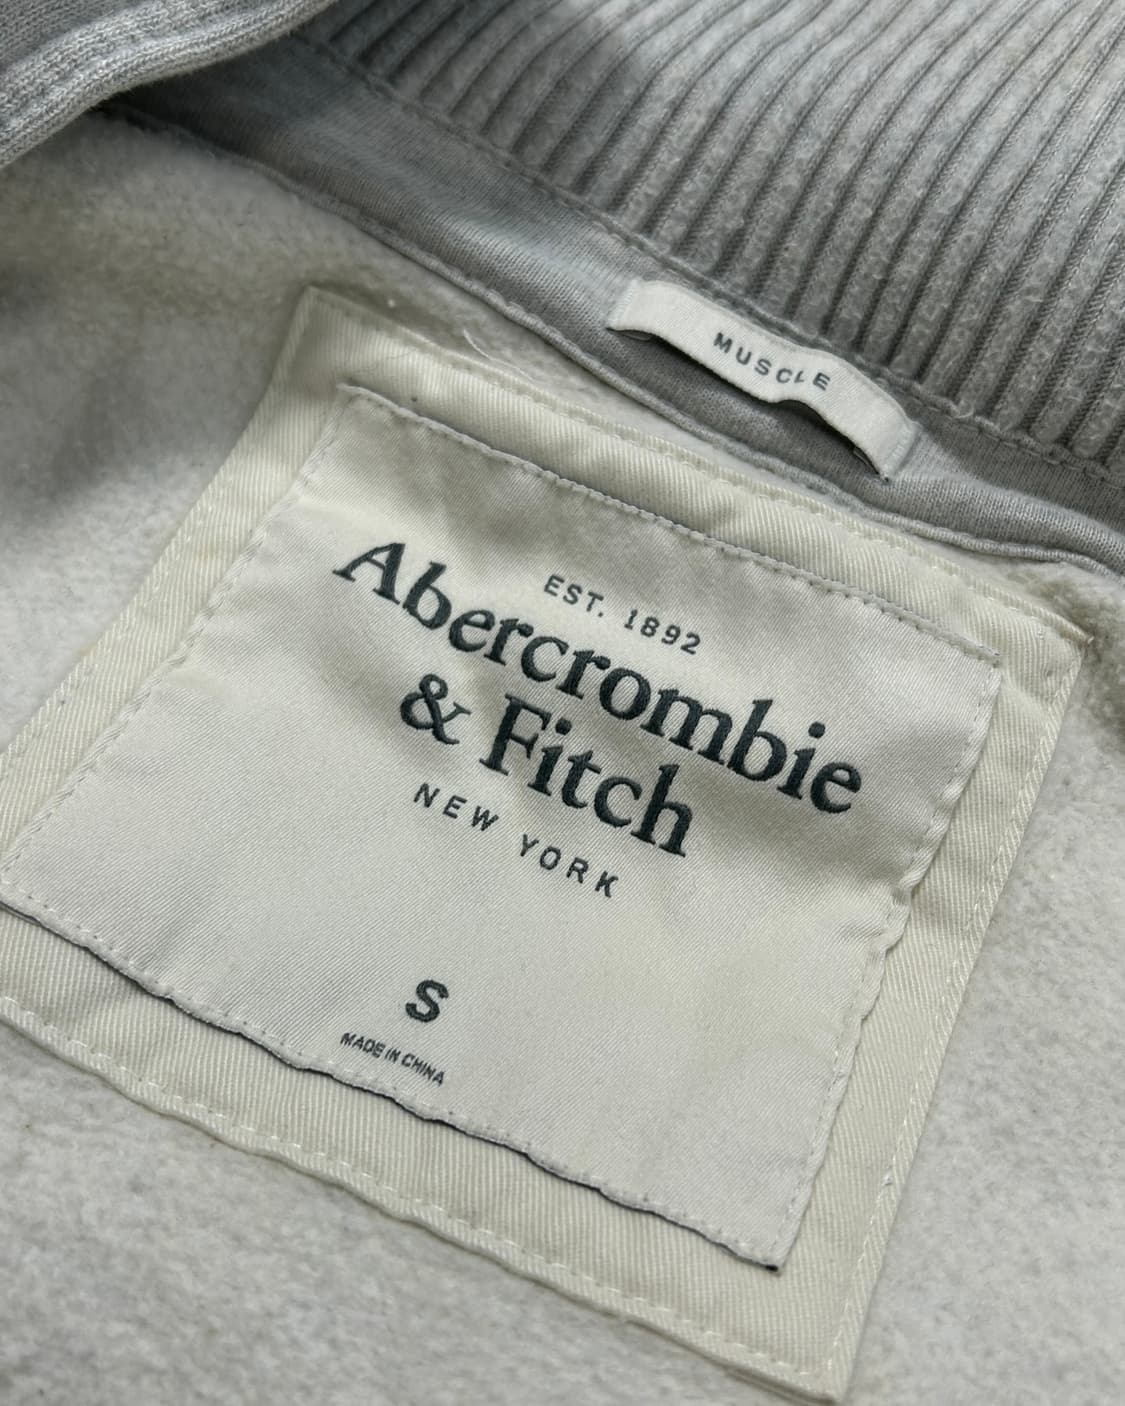 MUSCLE
EST. 1892
Abercrombie
& Fitch
NEW YORK
S
MADE IN CHINA